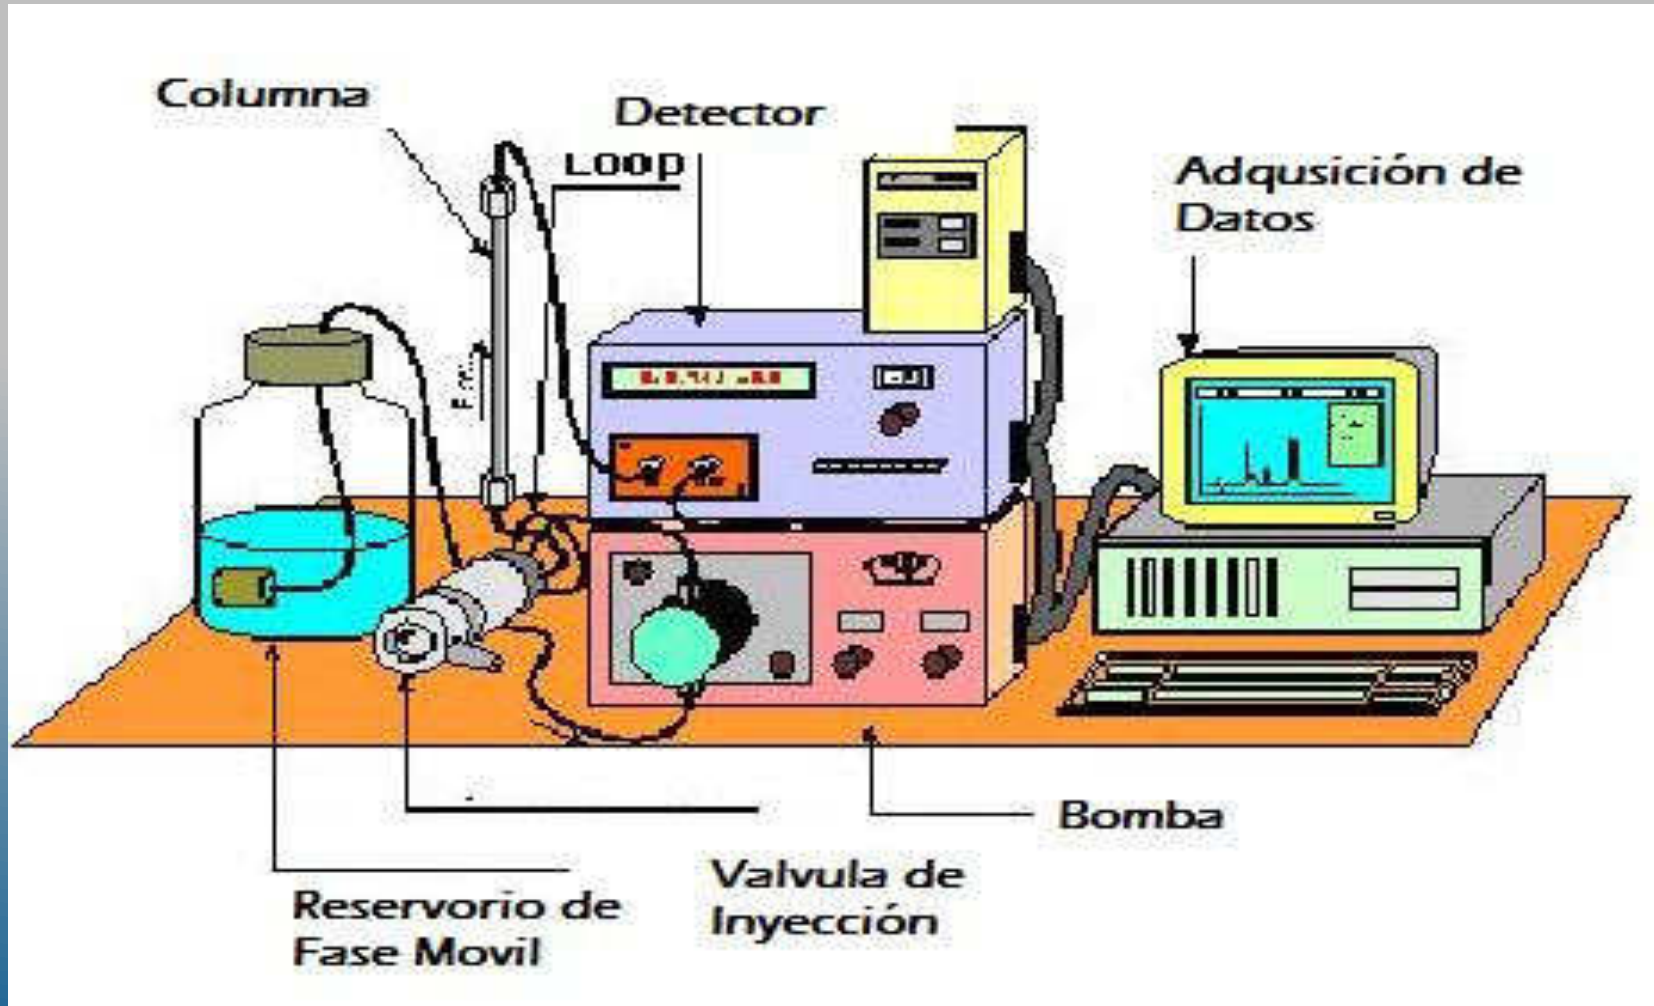 Columna
Detector
Loop
Adqusición de
Datos
Bomba
Valvula de
Inyección
Reservorio de
Fase Movil